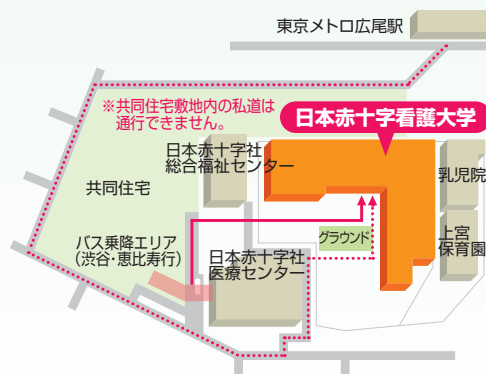 東京メトロ広尾駅
※共同住宅敷地内の私道は
通行できません。
日本赤十字看護大学
日本赤十字社
総合福祉センター
乳児院
共同住宅
グラウンド
上宮
保育園
バス乗降エリア
（渋谷・恵比寿行）
日本赤十字社
医療センター